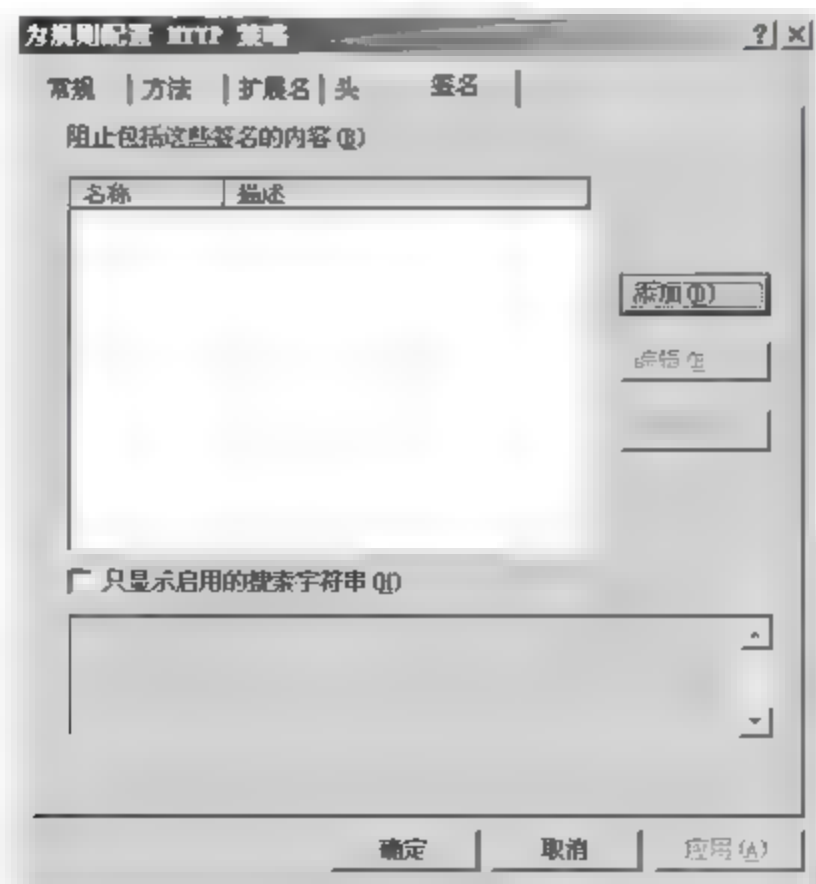 为规则配置 HTTP 策略
常规 方法 扩展名 头 签名
阻止包括这些签名的内容(B)
名称 描述
添加(D)
编辑(E)
只显示启用的搜索字符串(H)
确定 取消 应用(A)